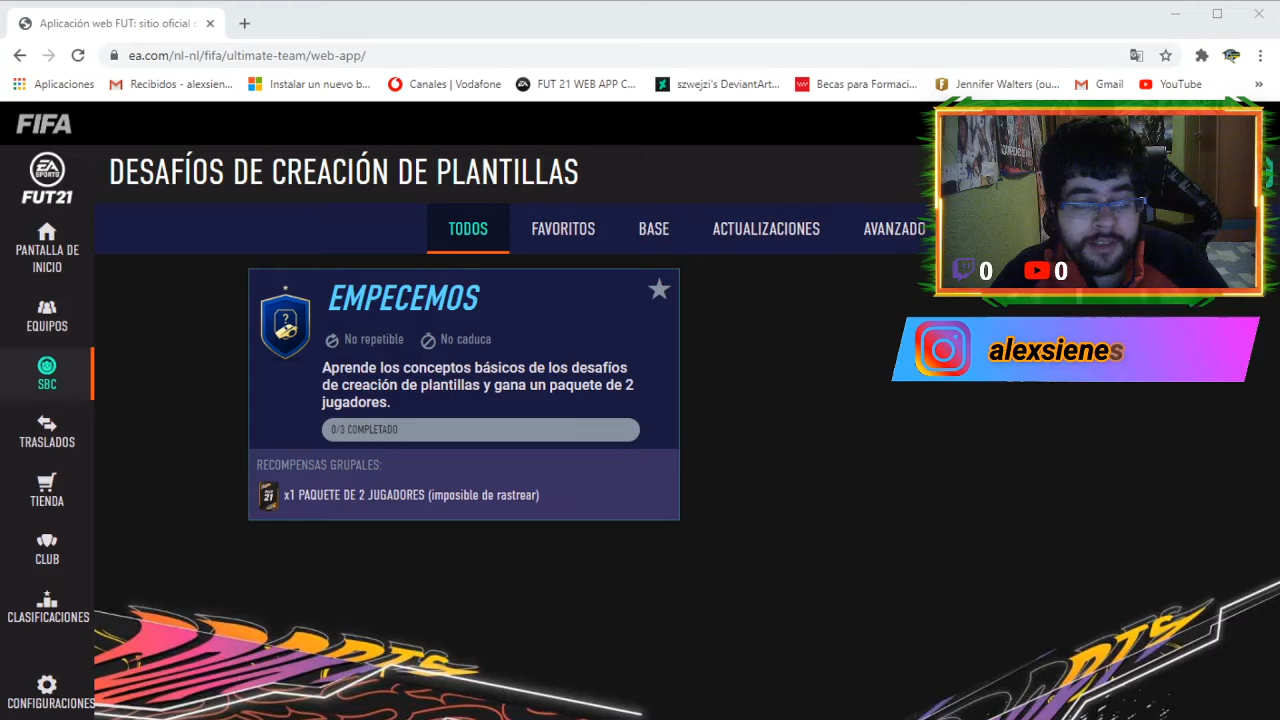 Aplicación web FUT: sitio oficial d
ea.com/nl-nl/fifa/ultimate-team/web-app/
Aplicaciones
Recibidos - alexsien...
Instalar un nuevo b...
Canales | Vodafone
FUT 21 WEB APP C...
szwejzi's DeviantArt...
Becas para Formaci...
Jennifer Walters (ou...
Gmail
YouTube
»
FIFA
EA SPORTS
FUT21
DESAFÍOS DE CREACIÓN DE PLANTILLAS
TODOS
FAVORITOS
BASE
ACTUALIZACIONES
AVANZADO
PANTALLA DE
INICIO
EQUIPOS
SBC
TRASLADOS
TIENDA
CLUB
CLASIFICACIONES
CONFIGURACIONES
EMPECEMOS
No repetible
No caduca
Aprende los conceptos básicos de los desafíos
de creación de plantillas y gana un paquete de 2
jugadores.
0/3 COMPLETADO
RECOMPENSAS GRUPALES:
21
x1 PAQUETE DE 2 JUGADORES (imposible de rastrear)
0
0
alexsienes